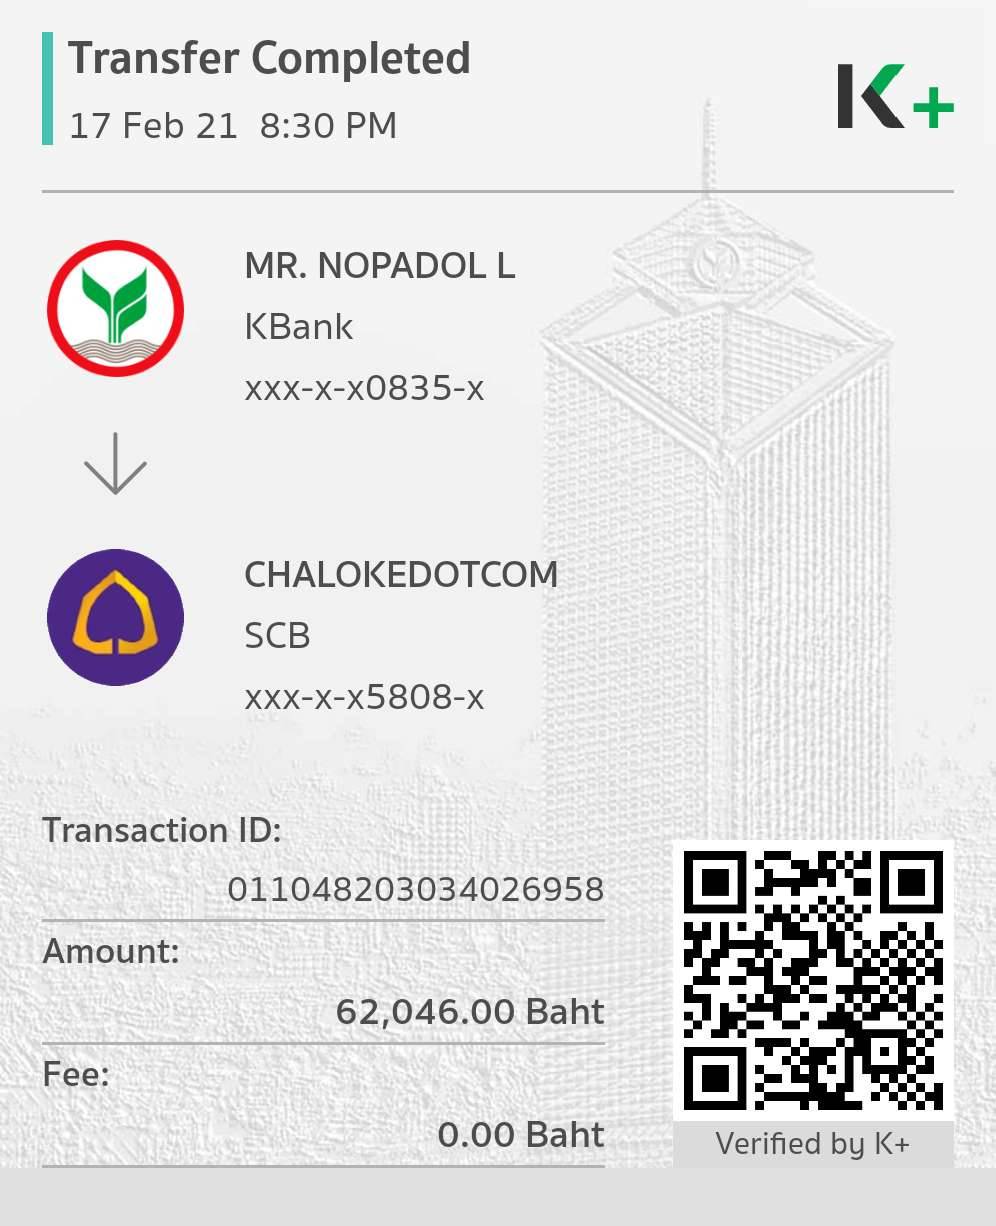 Transfer Completed
17 Feb 21 8:30 PM
K+
MR. NOPADOL L
KBank
xxx-x-x0835-x
CHALOKEDOTCOM
SCB
xxx-x-x5808-x
Transaction ID:
011048203034026958
Amount:
62,046.00 Baht
Fee:
0.00 Baht
Verified by K+